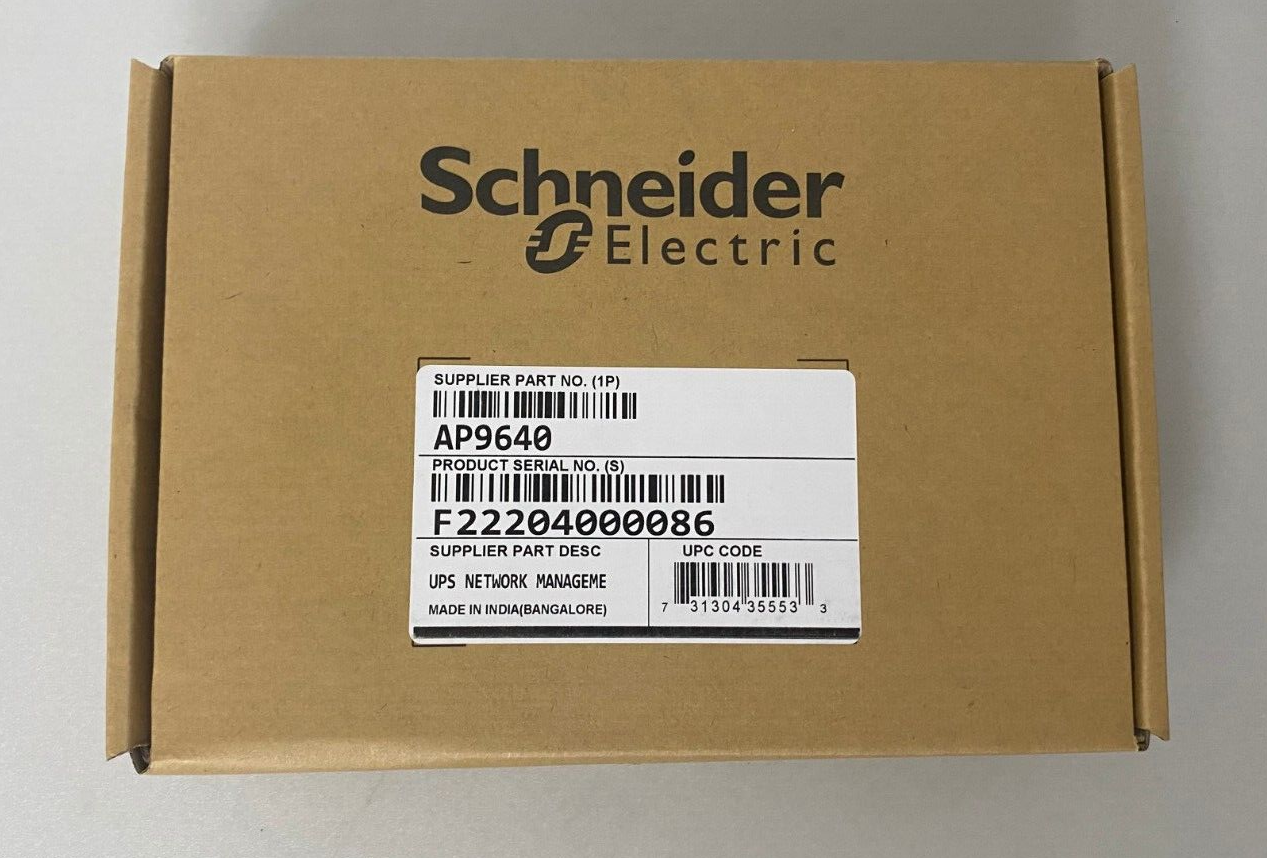 Schneider
Electric
SUPPLIER PART NO. (1P)
AP9640
PRODUCT SERIAL NO. (S)
F22204000086
SUPPLIER PART DESC
UPS NETWORK MANAGEME
MADE IN INDIA(BANGALORE)
UPC CODE
7 31304 35553 3